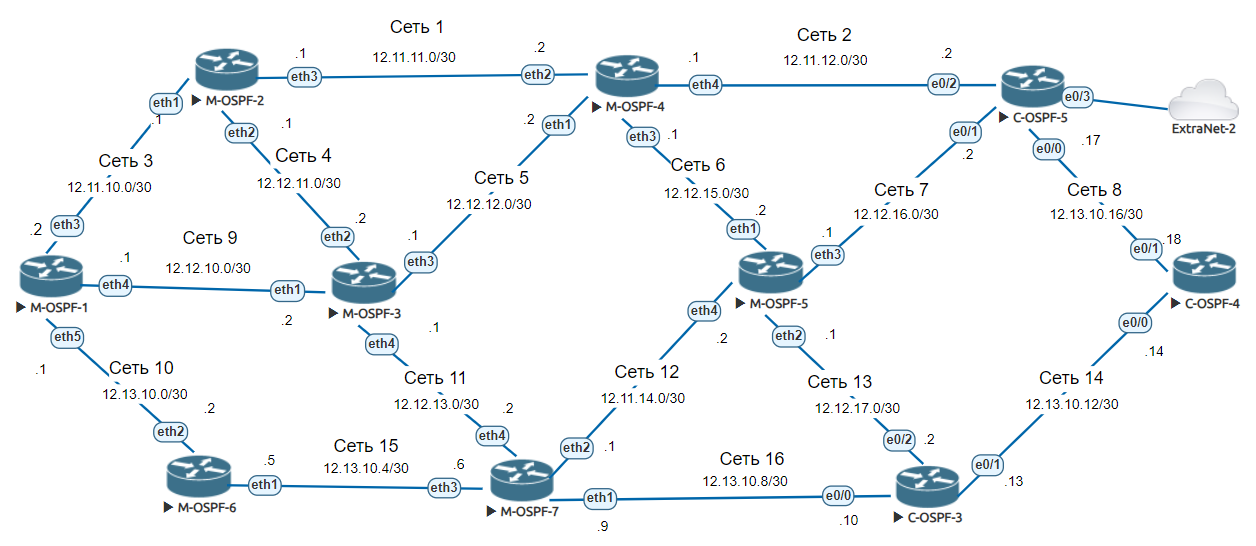 Сеть 1
12.11.11.0/30
.1
.2
eth3
eth2
M-OSPF-2
M-OSPF-4
Сеть 2
12.11.12.0/30
.1
.2
eth4
e0/2
C-OSPF-5
e0/3
ExtraNet-2
eth1
.1
Сеть 3
12.11.10.0/30
.2
eth3
eth2
.1
Сеть 4
12.12.11.0/30
.2
eth2
.2
eth1
Сеть 5
12.12.12.0/30
.1
eth3
eth3
.1
Сеть 6
12.12.15.0/30
.2
eth1
e0/1
.2
Сеть 7
12.12.16.0/30
.1
eth3
e0/0
.17
Сеть 8
12.13.10.16/30
.18
e0/1
C-OSPF-4
M-OSPF-1
.1
eth4
Сеть 9
12.12.10.0/30
eth1
.2
M-OSPF-3
M-OSPF-5
eth5
.1
Сеть 10
12.13.10.0/30
.2
eth2
M-OSPF-6
eth4
.1
Сеть 11
12.12.13.0/30
.2
eth4
eth4
.2
Сеть 12
12.11.14.0/30
eth2
.1
eth2
.1
Сеть 13
12.12.17.0/30
e0/2
.2
e0/0
.14
Сеть 14
12.13.10.12/30
e0/1
.13
.5
eth1
Сеть 15
12.13.10.4/30
.6
eth3
M-OSPF-7
eth1
.9
Сеть 16
12.13.10.8/30
e0/0
.10
C-OSPF-3